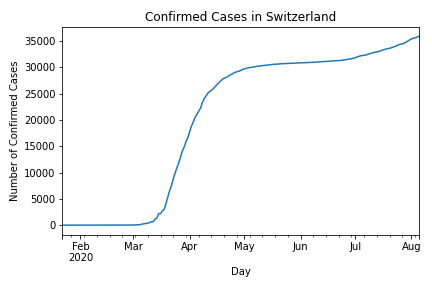 Confirmed Cases in Switzerland
35000
30000
25000
20000
15000
10000
5000
0
Number of Confirmed Cases
Feb
2020
Mar
Apr
May
Jun
Jul
Aug
Day